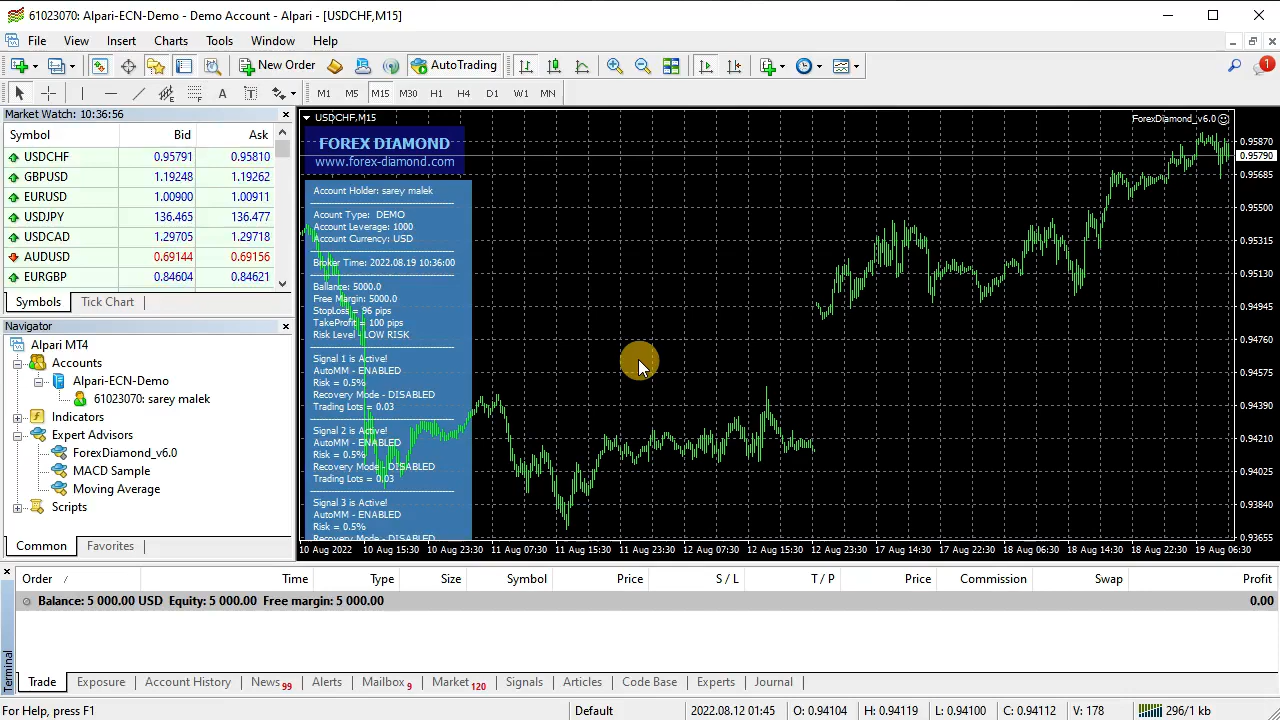 61023070: Alpari-ECN-Demo - Demo Account - Alpari - [USDCHF,M15]
File View Insert Charts Tools Window Help
New Order AutoTrading 1
A T M1 M5 M15 M30 H1 H4 D1 W1 MN
Market Watch: 10:36:56
Symbol Bid Ask
USDCHF 0.95791 0.95810
GBPUSD 1.19248 1.19262
EURUSD 1.00900 1.00911
USDJPY 136.465 136.477
USDCAD 1.29705 1.29718
AUDUSD 0.69144 0.69156
EURGBP 0.84604 0.84621
Symbols Tick Chart
Navigator
Alpari MT4
Accounts
Alpari-ECN-Demo
61023070: sarey malek
Indicators
Expert Advisors
ForexDiamond_v6.0
MACD Sample
Moving Average
Scripts
Common Favorites
USDCHF,M15
ForexDiamond_v6.0
FOREX DIAMOND
www.forex-diamond.com
Account Holder: sarey malek
Acount Type: DEMO
Account Leverage: 1000
Account Currency: USD
Broker Time: 2022.08.19 10:36:00
Ballance: 5000.0
Free Margin: 5000.0
StopLoss = 96 pips
TakeProfit = 100 pips
Risk Level - LOW RISK
Signal 1 is Active!
AutoMM - ENABLED
Risk = 0.5%
Recovery Mode - DISABLED
Trading Lots = 0.03
Signal 2 is Active!
AutoMM - ENABLED
Risk = 0.5%
Recovery Mode - DISABLED
Trading Lots = 0.03
Signal 3 is Active!
AutoMM - ENABLED
Risk = 0.5%
Recovery Mode - DISABLED
0.95870
0.95790
0.95665
0.95500
0.95315
0.95130
0.94945
0.94760
0.94575
0.94390
0.94210
0.94025
0.93840
0.93655
10 Aug 2022 10 Aug 15:30 10 Aug 23:30 11 Aug 07:30 11 Aug 15:30 11 Aug 23:30 12 Aug 07:30 12 Aug 15:30 12 Aug 23:30 17 Aug 14:30 17 Aug 22:30 18 Aug 06:30 18 Aug 14:30 18 Aug 22:30 19 Aug 06:30
Order / Time Type Size Symbol Price S / L T / P Price Commission Swap Profit
Balance: 5 000.00 USD Equity: 5 000.00 Free margin: 5 000.00 0.00
Terminal
Trade Exposure Account History News 99 Alerts Mailbox 9 Market 120 Signals Articles Code Base Experts Journal
For Help, press F1 Default 2022.08.12 01:45 O: 0.94104 H: 0.94119 L: 0.94100 C: 0.94112 V: 178 296/1 kb